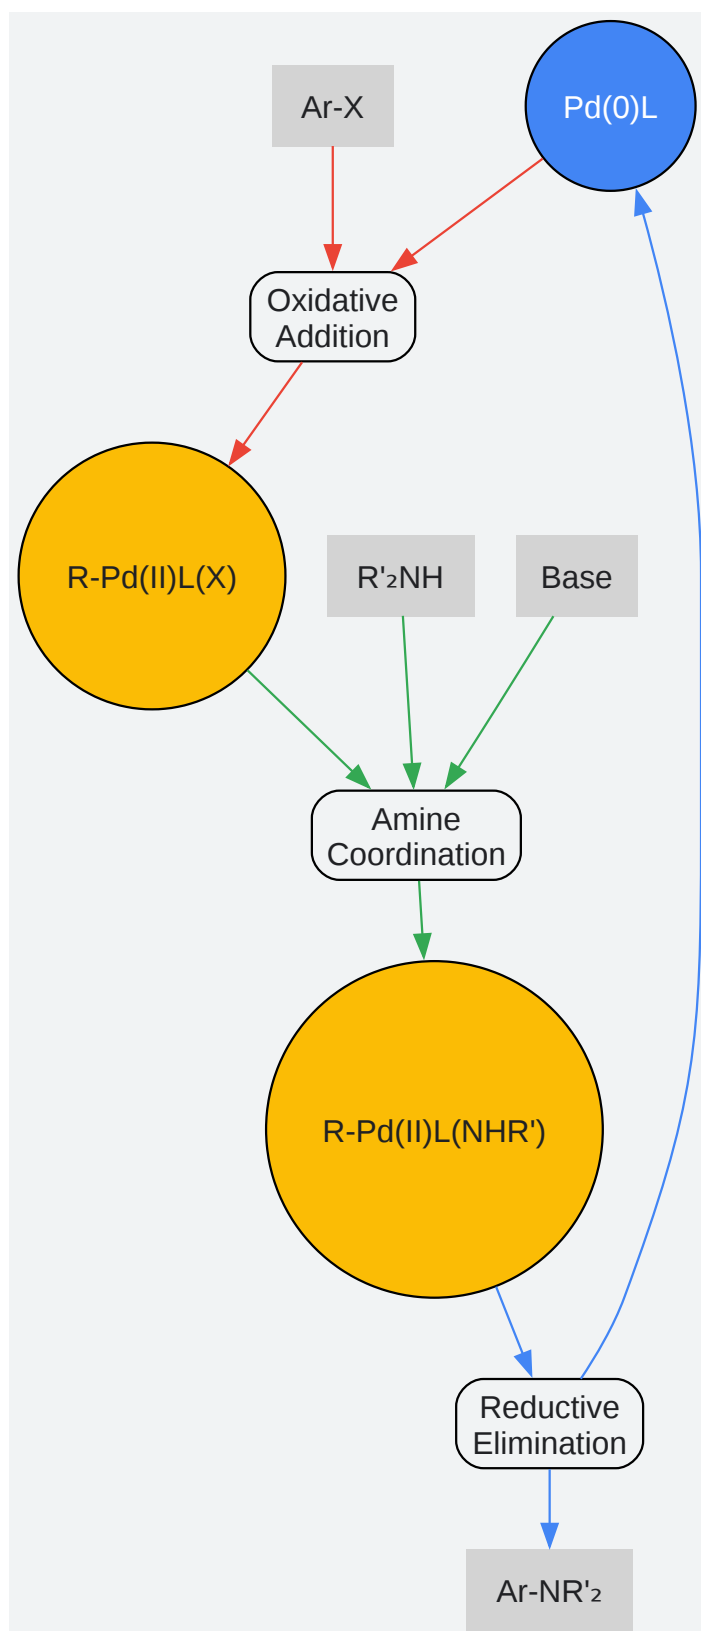 Ar-X
Pd(0)L
Oxidative
Addition
R-Pd(II)L(X)
R'₂NH
Base
Amine
Coordination
R-Pd(II)L(NHR')
Reductive
Elimination
Ar-NR'₂